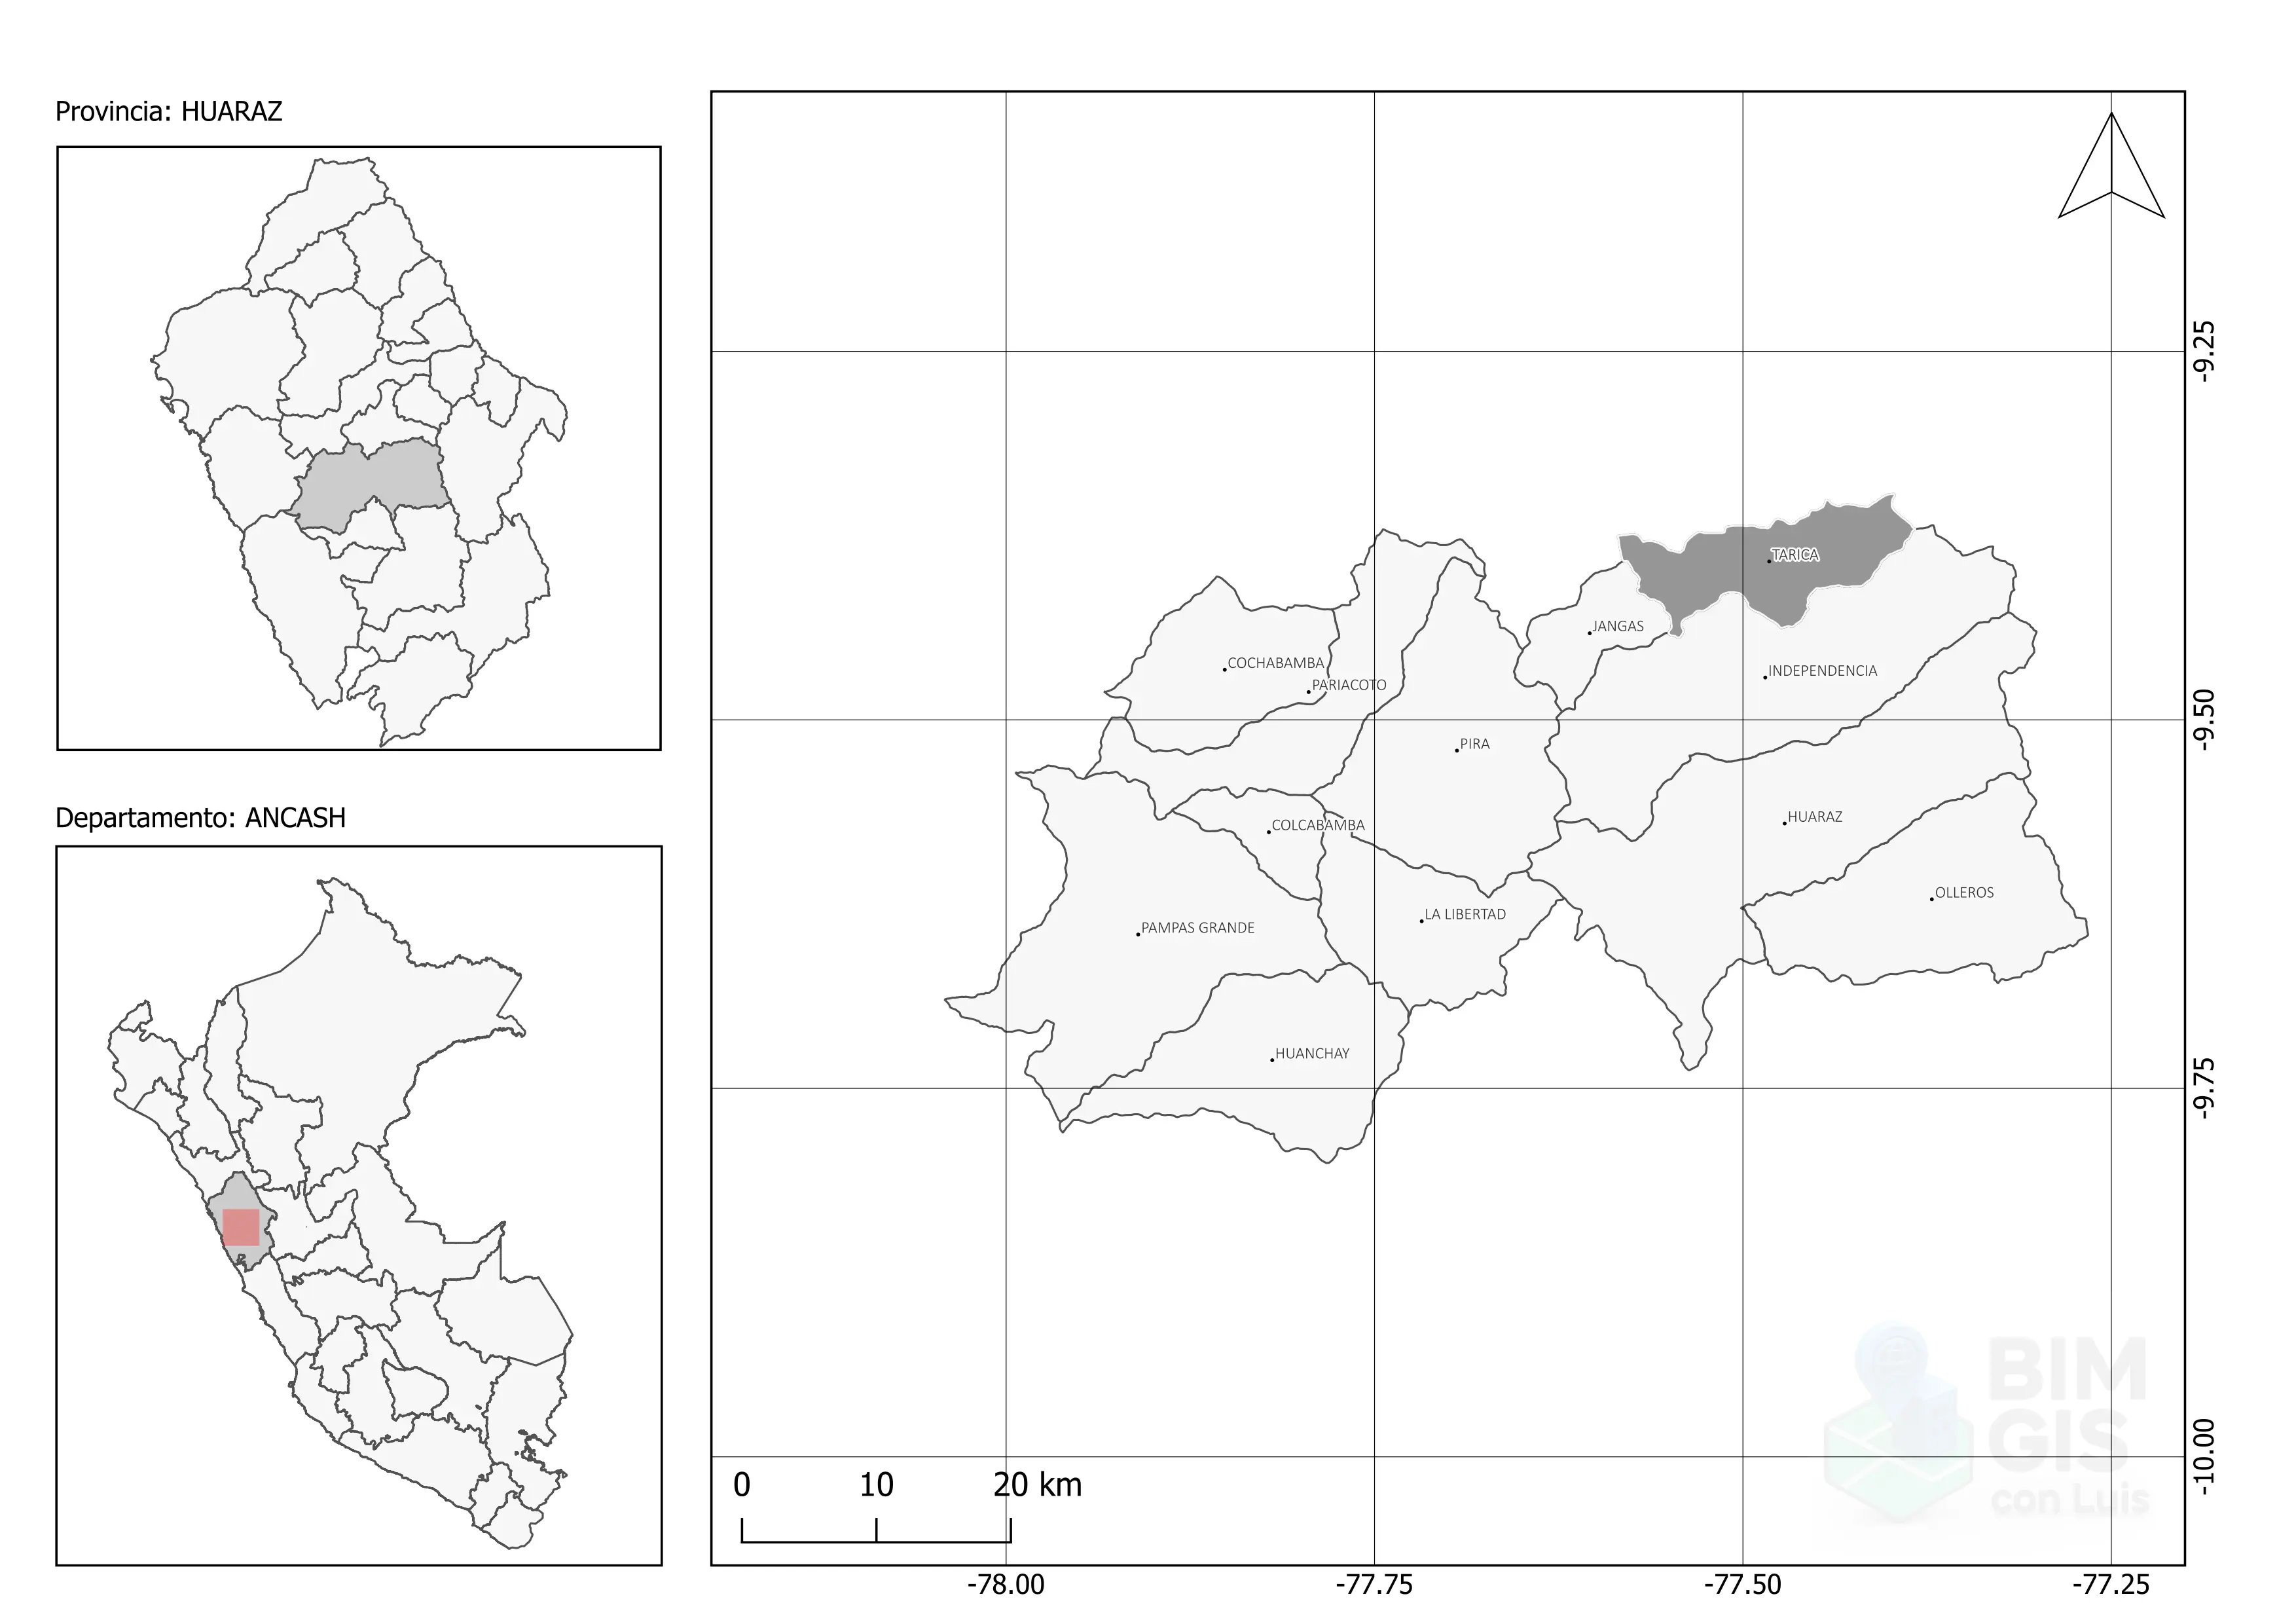 Provincia: HUARAZ
Departamento: ANCASH
TARICA
JANGAS
COCHABAMBA
PARIACOTO
INDEPENDENCIA
PIRA
COLCABAMBA
HUARAZ
OLLEROS
LA LIBERTAD
PAMPAS GRANDE
HUANCHAY
-9.25
-9.50
-9.75
-10.00
0 10 20 km
-78.00 -77.75 -77.50 -77.25
BIM
GIS
con Luis